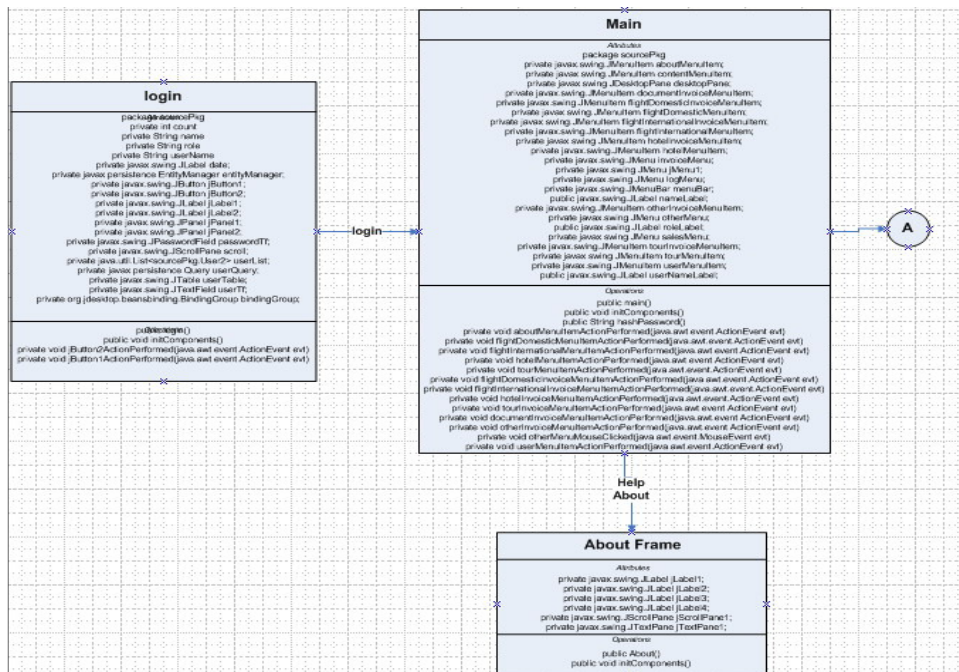 login
private int count
private String name
private String role
private String userName
private javax.swing.JLabel date;
private javax.persistence EntityManager entityManager;
private javax.swing.JButton jButton1;
private javax.swing.JButton jButton2;
private javax.swing.JLabel jLabel1;
private javax.swing.JLabel jLabel2;
private javax.swing.JPanel jPanel1;
private javax.swing.JPanel jPanel2.
private javax.swing.JPasswordField passwordTf;
private javax.swing.JScrollPane scroll;
private java.util.List<sourcePkg.User2> userList;
private javax persistence Query userQuery;
private javax.swing.JTable userTable;
private javax.swing.JTextField userTf;
private org jdesktop.beansbinding.BindingGroup bindingGroup;
public void initComponents()
private void jButton2ActionPerformed(java.awt.event.ActionEvent evt)
private void jButton1ActionPerformed(java.awt.event.ActionEvent evt)
login
Main
Attributes
package sourcePkg
private javax.swing.JMenuItem aboutMenuItem;
private javax.swing.JMenuItem contentMenuItem;
private javax.swing JDesktopPane desktopPane;
private javax.swing.JMenuItem documentInvoiceMenuItem;
private javax.swing.JMenuItem flightDomesticInvoiceMenuItem;
private javax.swing.JMenuItem flightDomesticMenuItem;
private javax.swing.JMenuItem flightInternationalInvoiceMenuItem;
private javax.swing.JMenuItem flightInternationalMenuItem;
private javax.swing.JMenuItem hotelInvoiceMenuItem;
private javax.swing.JMenuItem hotelMenuItem;
private javax.swing.JMenu invoiceMenu;
private javax.swing.JMenu jMenu1;
private javax.swing.JMenu logMenu;
private javax.swing.JMenuBar menuBar;
public javax.swing.JLabel nameLabel;
private javax.swing.JMenuItem otherInvoiceMenuItem;
private javax.swing JMenu otherMenu;
public javax.swing JLabel roleLabel;
private javax.swing JMenu salesMenu;
private javax.swing.JMenuItem tourInvoiceMenuItem;
private javax.swing.JMenuItem tourMenuItem;
private javax.swing.JMenuItem userMenuItem;
public javax.swing.JLabel userNameLabel;
Operations
public main()
public void initComponents()
public String hashPassword()
private void aboutMenuItemActionPerformed(java.awt event ActionEvent evt)
private void flightDomesticMenuItemActionPerformed(java.awt.event.ActionEvent evt)
private void flightInternationalMenuItemActionPerformed(java.awt.event.ActionEvent evt)
private void hotelMenuItemActionPerformed(java.awt.event.ActionEvent evt)
private void tourMenuItemActionPerformed(java.awt.event.ActionEvent evt)
private void flightDomesticInvoiceMenuItemActionPerformed(java.awt.event.ActionEvent evt)
private void flightInternationalInvoiceMenuItemActionPerformed(java.awt.event.ActionEvent evt)
private void hotelInvoiceMenuItemActionPerformed(java.awt.event.ActionEvent evt)
private void tourInvoiceMenuItemActionPerformed(java.awt event ActionEvent evt)
private void documentInvoiceMenuItemActionPerformed(java.awt.event.ActionEvent evt)
private void otherInvoiceMenuItemActionPerformed(java.awt.event.ActionEvent evt)
private void otherMenuMouseClicked(java.awt event.MouseEvent evt)
private void userMenuItemActionPerformed(java.awt.event.ActionEvent evt)
A
Help
About
About Frame
Attributes
private javax.swing.JLabel jLabel1;
private javax.swing.JLabel jLabel2;
private javax.swing.JLabel jLabel3;
private javax.swing.JLabel jLabel4;
private javax.swing.JScrollPane jScrollPane1;
private javax.swing.JTextPane jTextPane1;
Operations
public About()
public void initComponents()